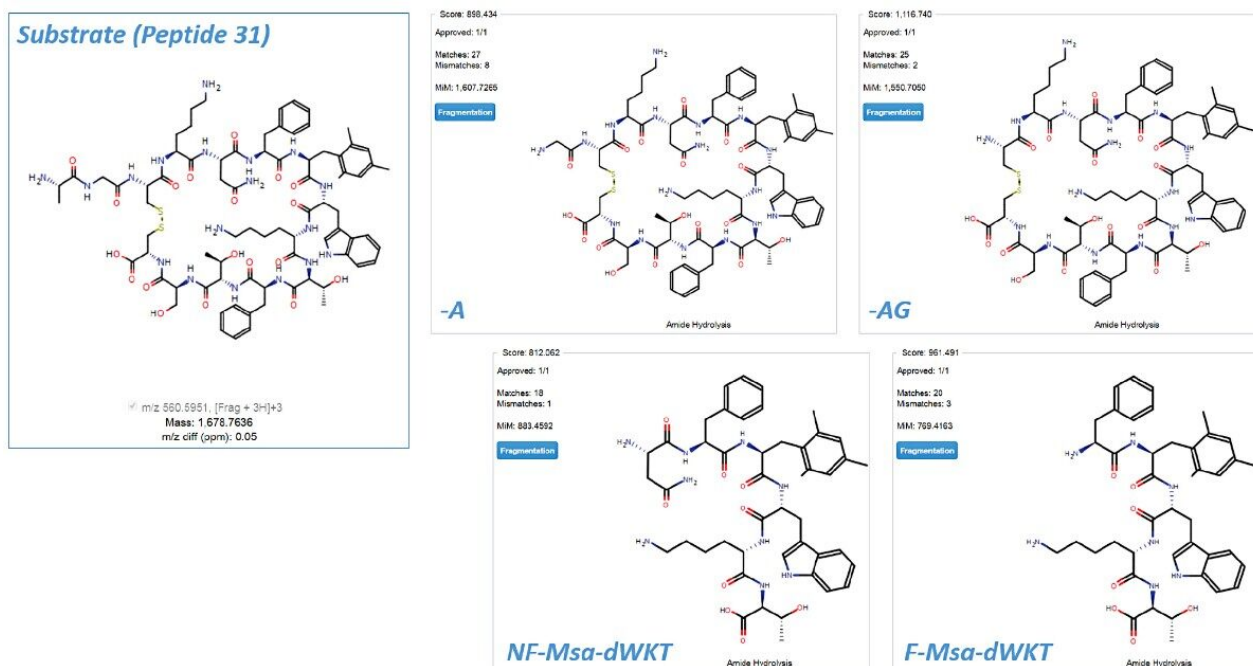 Substrate (Peptide 31)
m/z 560.5951, [Frag + 3H]+3
Mass: 1,678.7636
m/z diff (ppm): 0.05
Score: 898.434
Approved: 1/1
Matches: 27
Mismatches: 8
MiM: 1,607.7265
Fragmentation
-A
Amide Hydrolysis
Score: 1,116.740
Approved: 1/1
Matches: 25
Mismatches: 2
MiM: 1,550.7050
Fragmentation
-AG
Amide Hydrolysis
Score: 812.062
Approved: 1/1
Matches: 18
Mismatches: 1
MiM: 883.4592
Fragmentation
NF-Msa-dWKT
Amide Hydrolysis
Score: 961.491
Approved: 1/1
Matches: 20
Mismatches: 3
MiM: 769.4163
Fragmentation
F-Msa-dWKT
Amide Hydrolysis